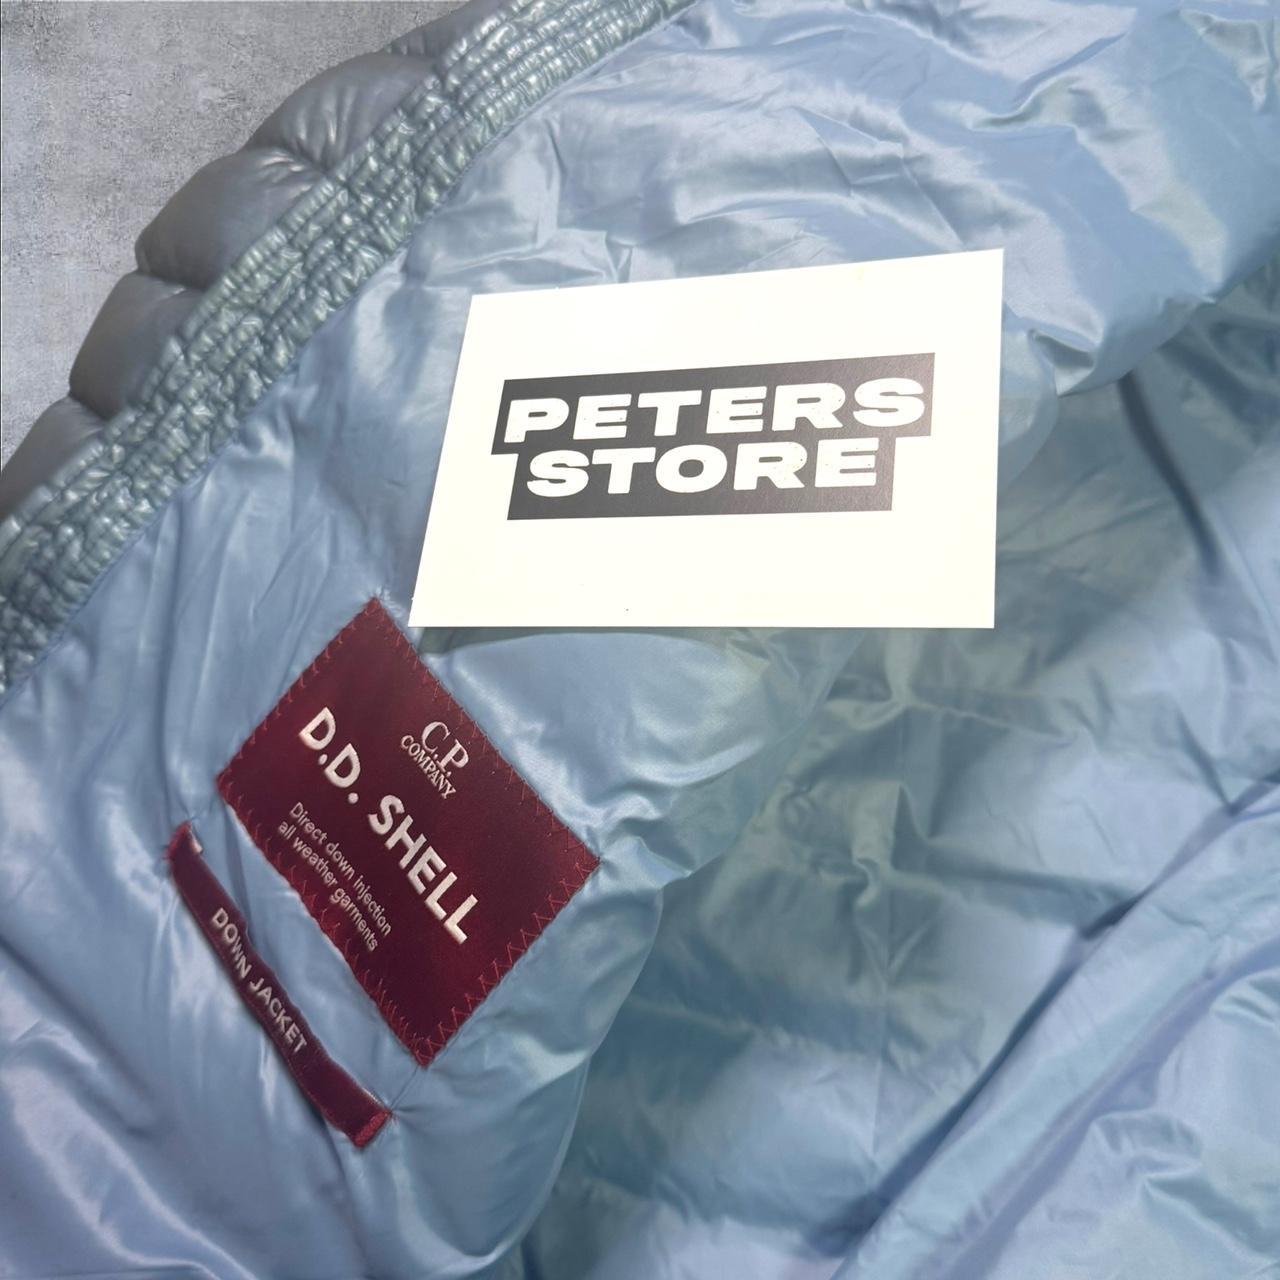 PETERS
STORE
C.P.
COMPANY
D.D. SHELL
Direct down injection
all weather garments
DOWN JACKET